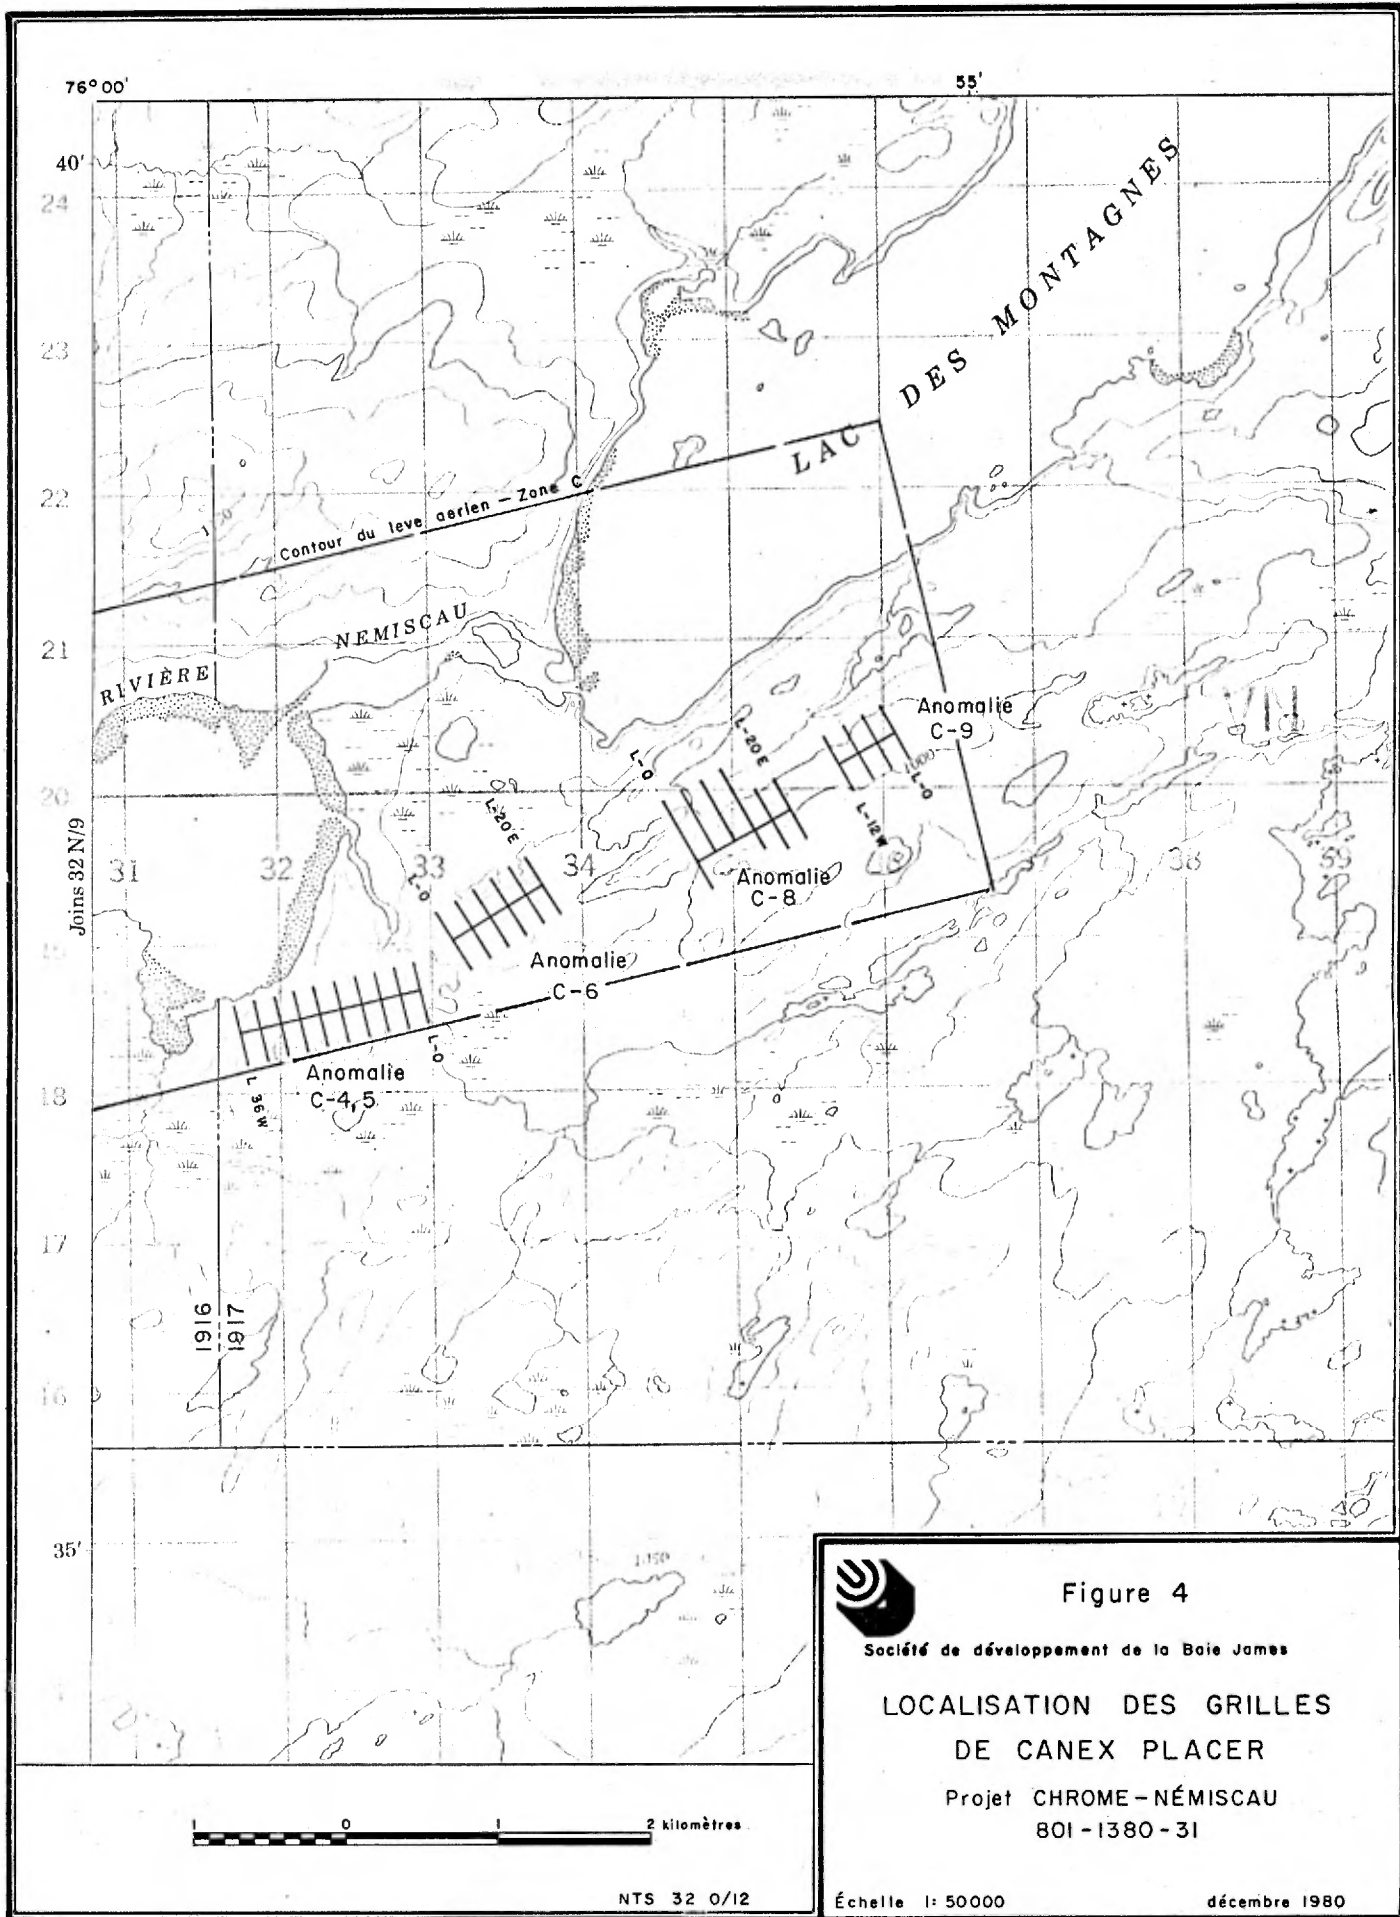 76°00'
55'
40'
24
23
22
21
20
19
18
17
16
35'
Joins 32 N/9
31
32
33
34
38
LAC DES MONTAGNES
Contour du leve aerien – Zone C
RIVIÈRE NEMISCAU
Anomalie
C-9
L-0
L-12W
1000
L-0
L-20E
Anomalie
C-8
L-0
L-20E
Anomalie
C-6
L-0
L 36W
Anomalie
C-4,5
1916
1917
1 0 1 2 kilomètres
NTS 32 O/12
Figure 4
Société de développement de la Baie James
LOCALISATION DES GRILLES
DE CANEX PLACER
Projet CHROME-NÉMISCAU
801-1380-31
Échelle 1: 50000
décembre 1980